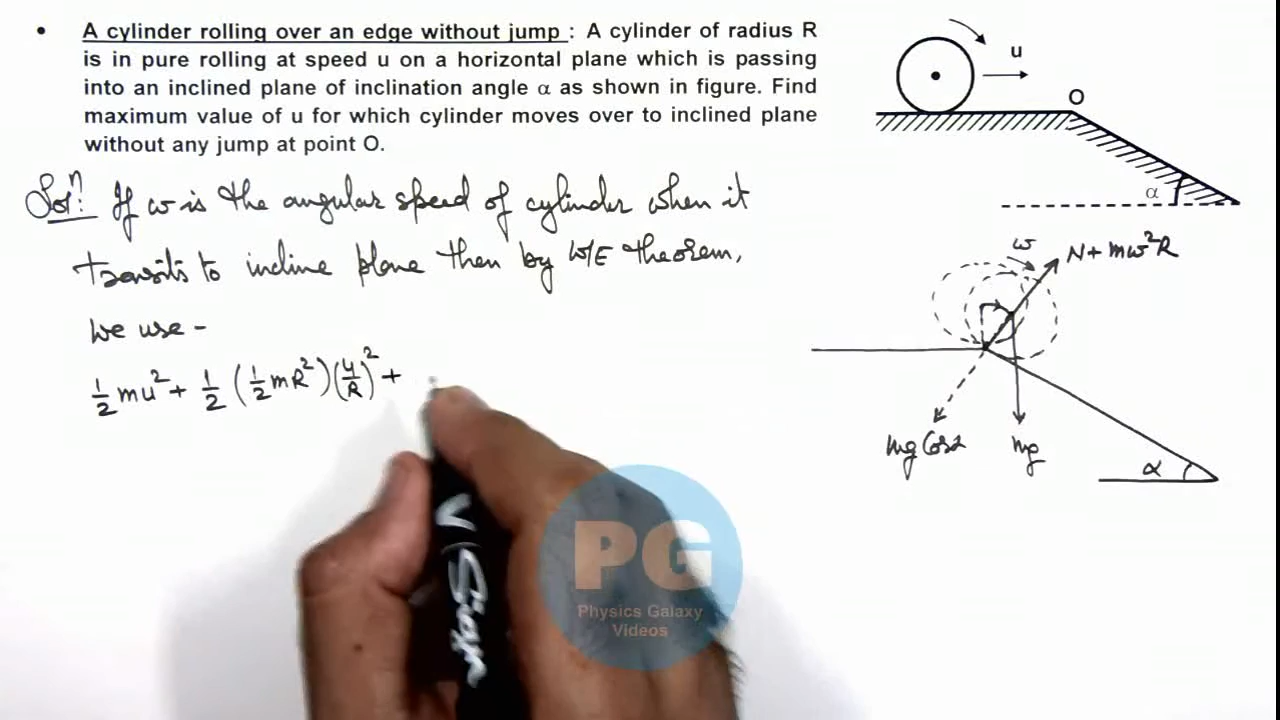 • A cylinder rolling over an edge without jump : A cylinder of radius R
is in pure rolling at speed u on a horizontal plane which is passing
into an inclined plane of inclination angle α as shown in figure. Find
maximum value of u for which cylinder moves over to inclined plane
without any jump at point O.
u
O
α
Solⁿ: If ω is the angular speed of cylinder when it
transits to incline plane then by W/E theorem,
we use -
½mu² + ½(½mR²)(u/R)² +
ω
N + mω²R
mg Cosα
mg
α
V Sign
PG
Physics Galaxy
Videos